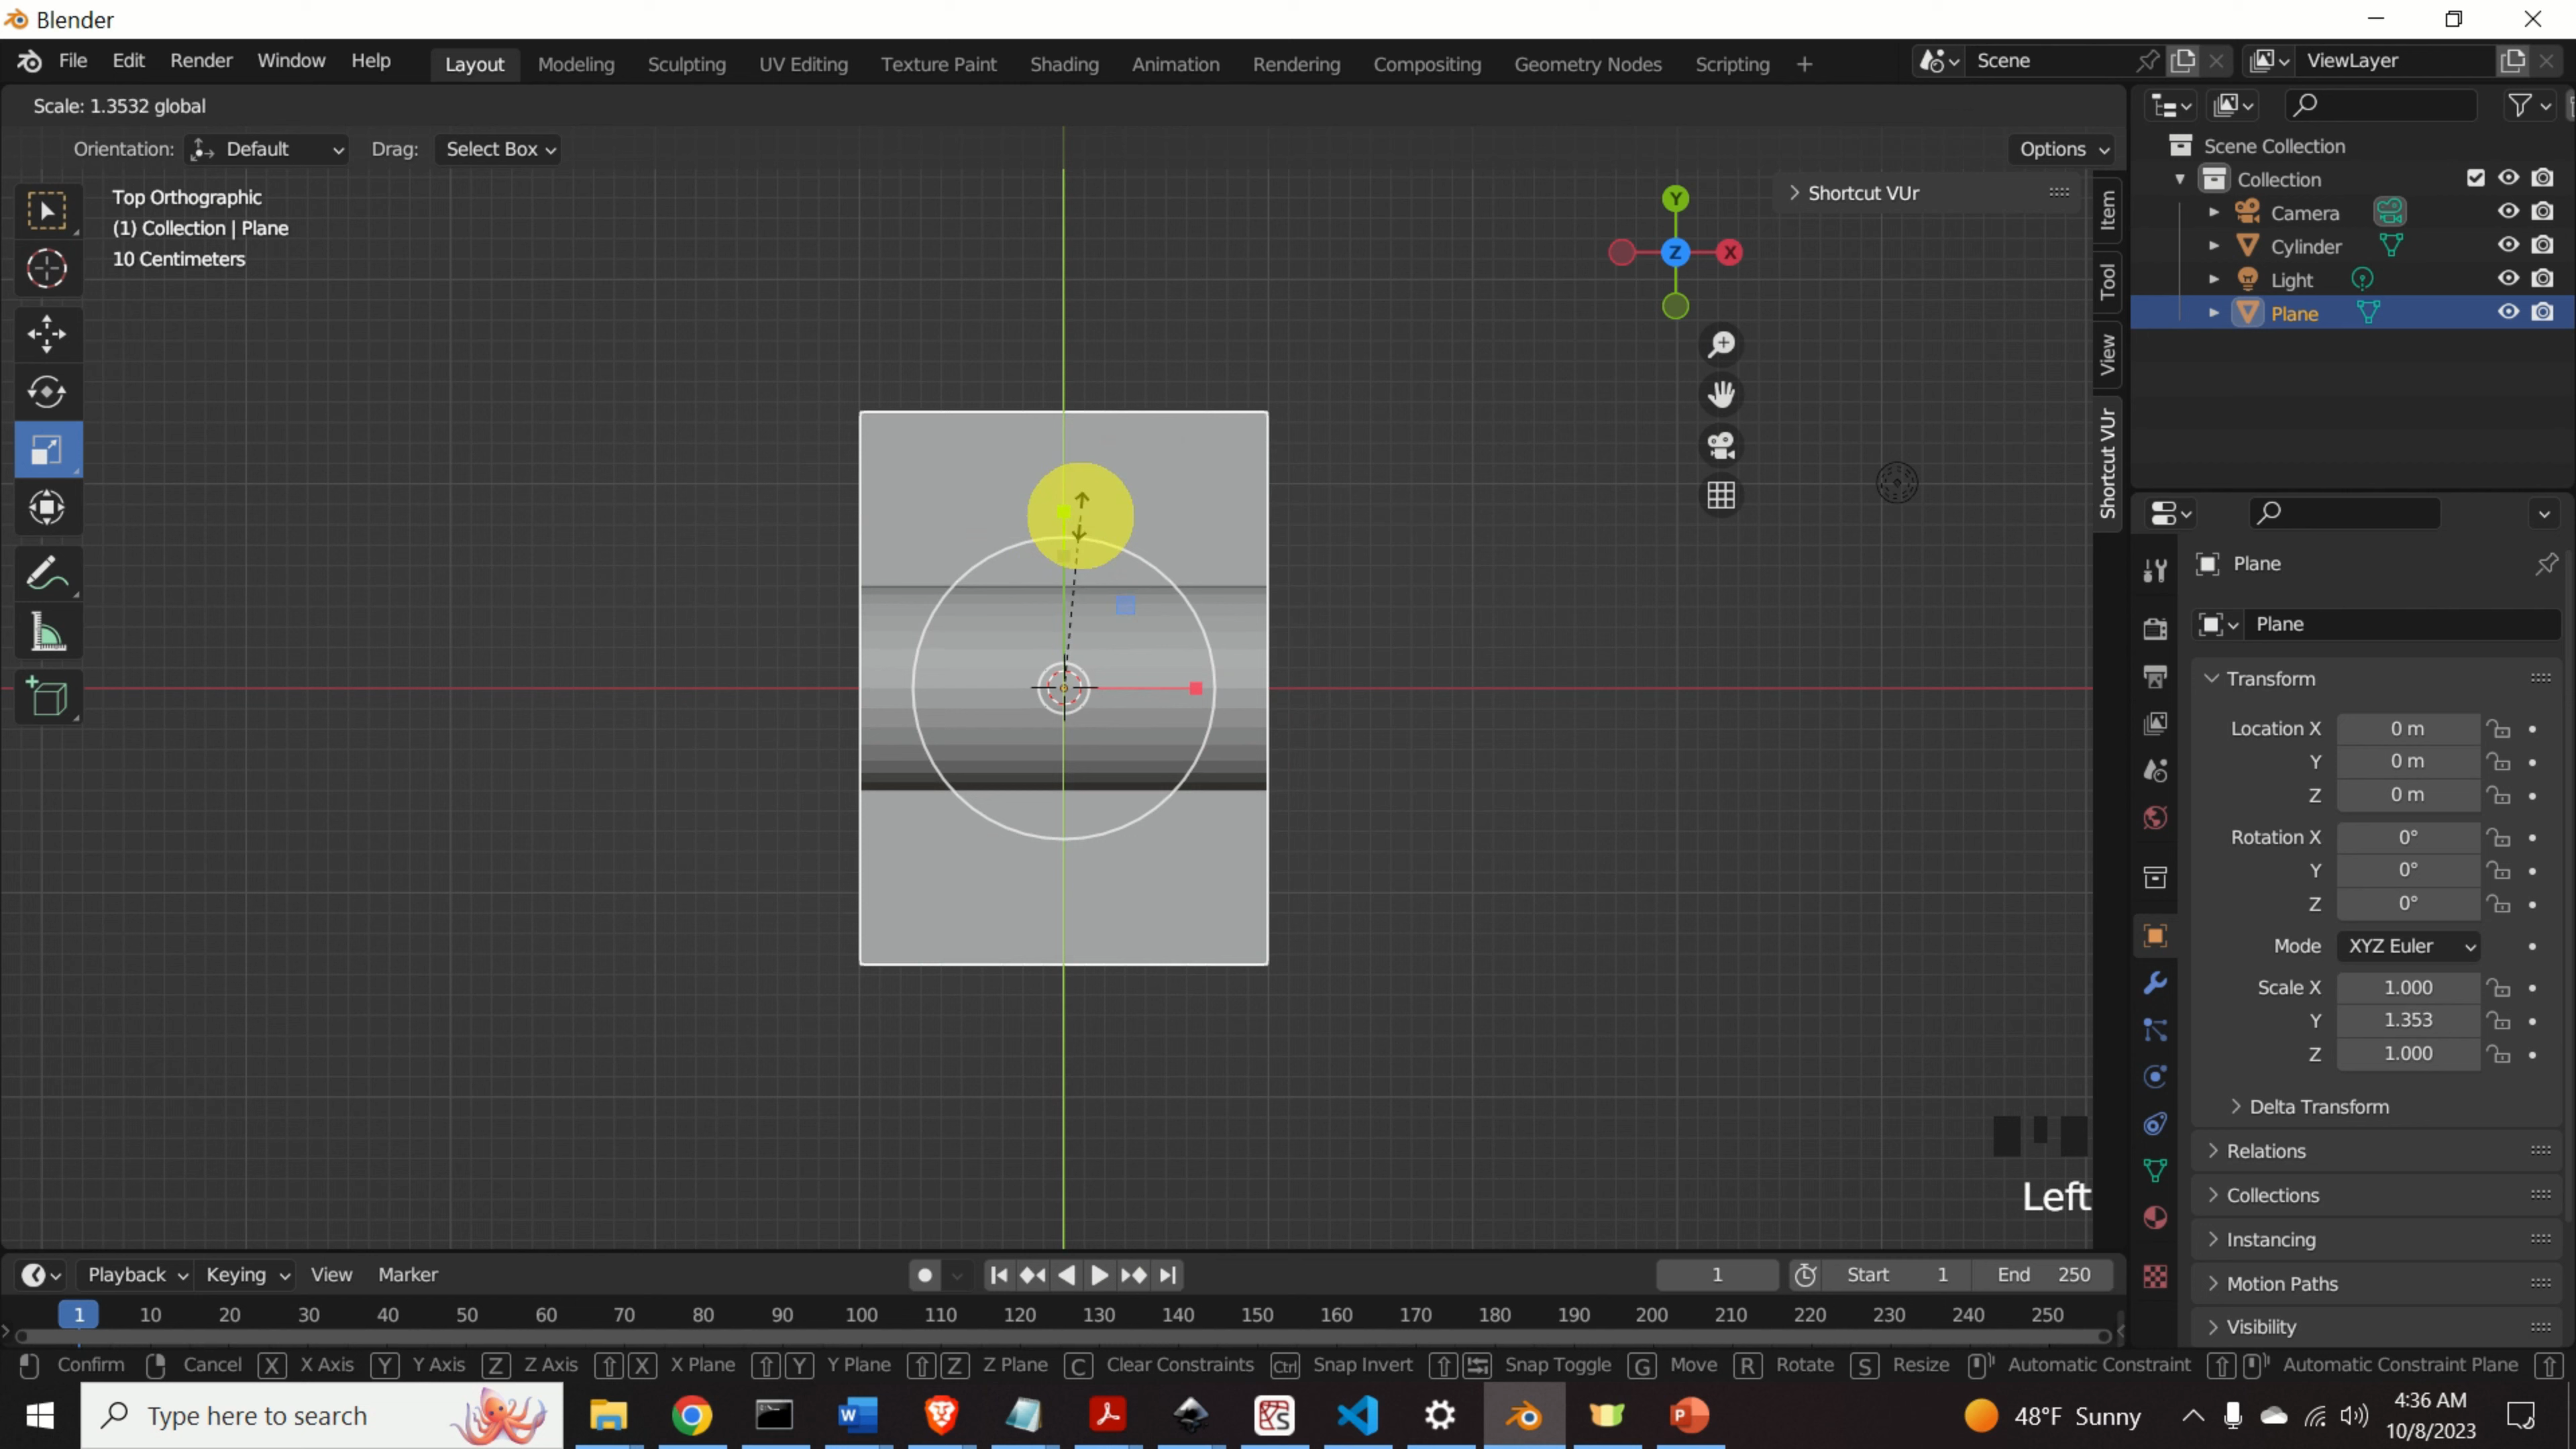 Blender
File Edit Render Window Help Layout Modeling Sculpting UV Editing Texture Paint Shading Animation Rendering Compositing Geometry Nodes Scripting + Scene ViewLayer
Scale: 1.3532 global
Orientation: Default Drag: Select Box Options
Top Orthographic
(1) Collection | Plane
10 Centimeters
Y
X
Z
Shortcut VUr
Item
Tool
View
Shortcut VUr
Scene Collection
Collection
Camera
Cylinder
Light
Plane
Plane
Plane
Transform
Location X 0 m
Y 0 m
Z 0 m
Rotation X 0°
Y 0°
Z 0°
Mode XYZ Euler
Scale X 1.000
Y 1.353
Z 1.000
Delta Transform
Relations
Collections
Instancing
Motion Paths
Visibility
Left
Playback Keying View Marker 1 Start 1 End 250
1 10 20 30 40 50 60 70 80 90 100 110 120 130 140 150 160 170 180 190 200 210 220 230 240 250
Confirm Cancel X X Axis Y Y Axis Z Z Axis X X Plane Y Y Plane Z Z Plane C Clear Constraints Ctrl Snap Invert Snap Toggle G Move R Rotate S Resize Automatic Constraint Automatic Constraint Plane
Type here to search
48°F Sunny
4:36 AM
10/8/2023